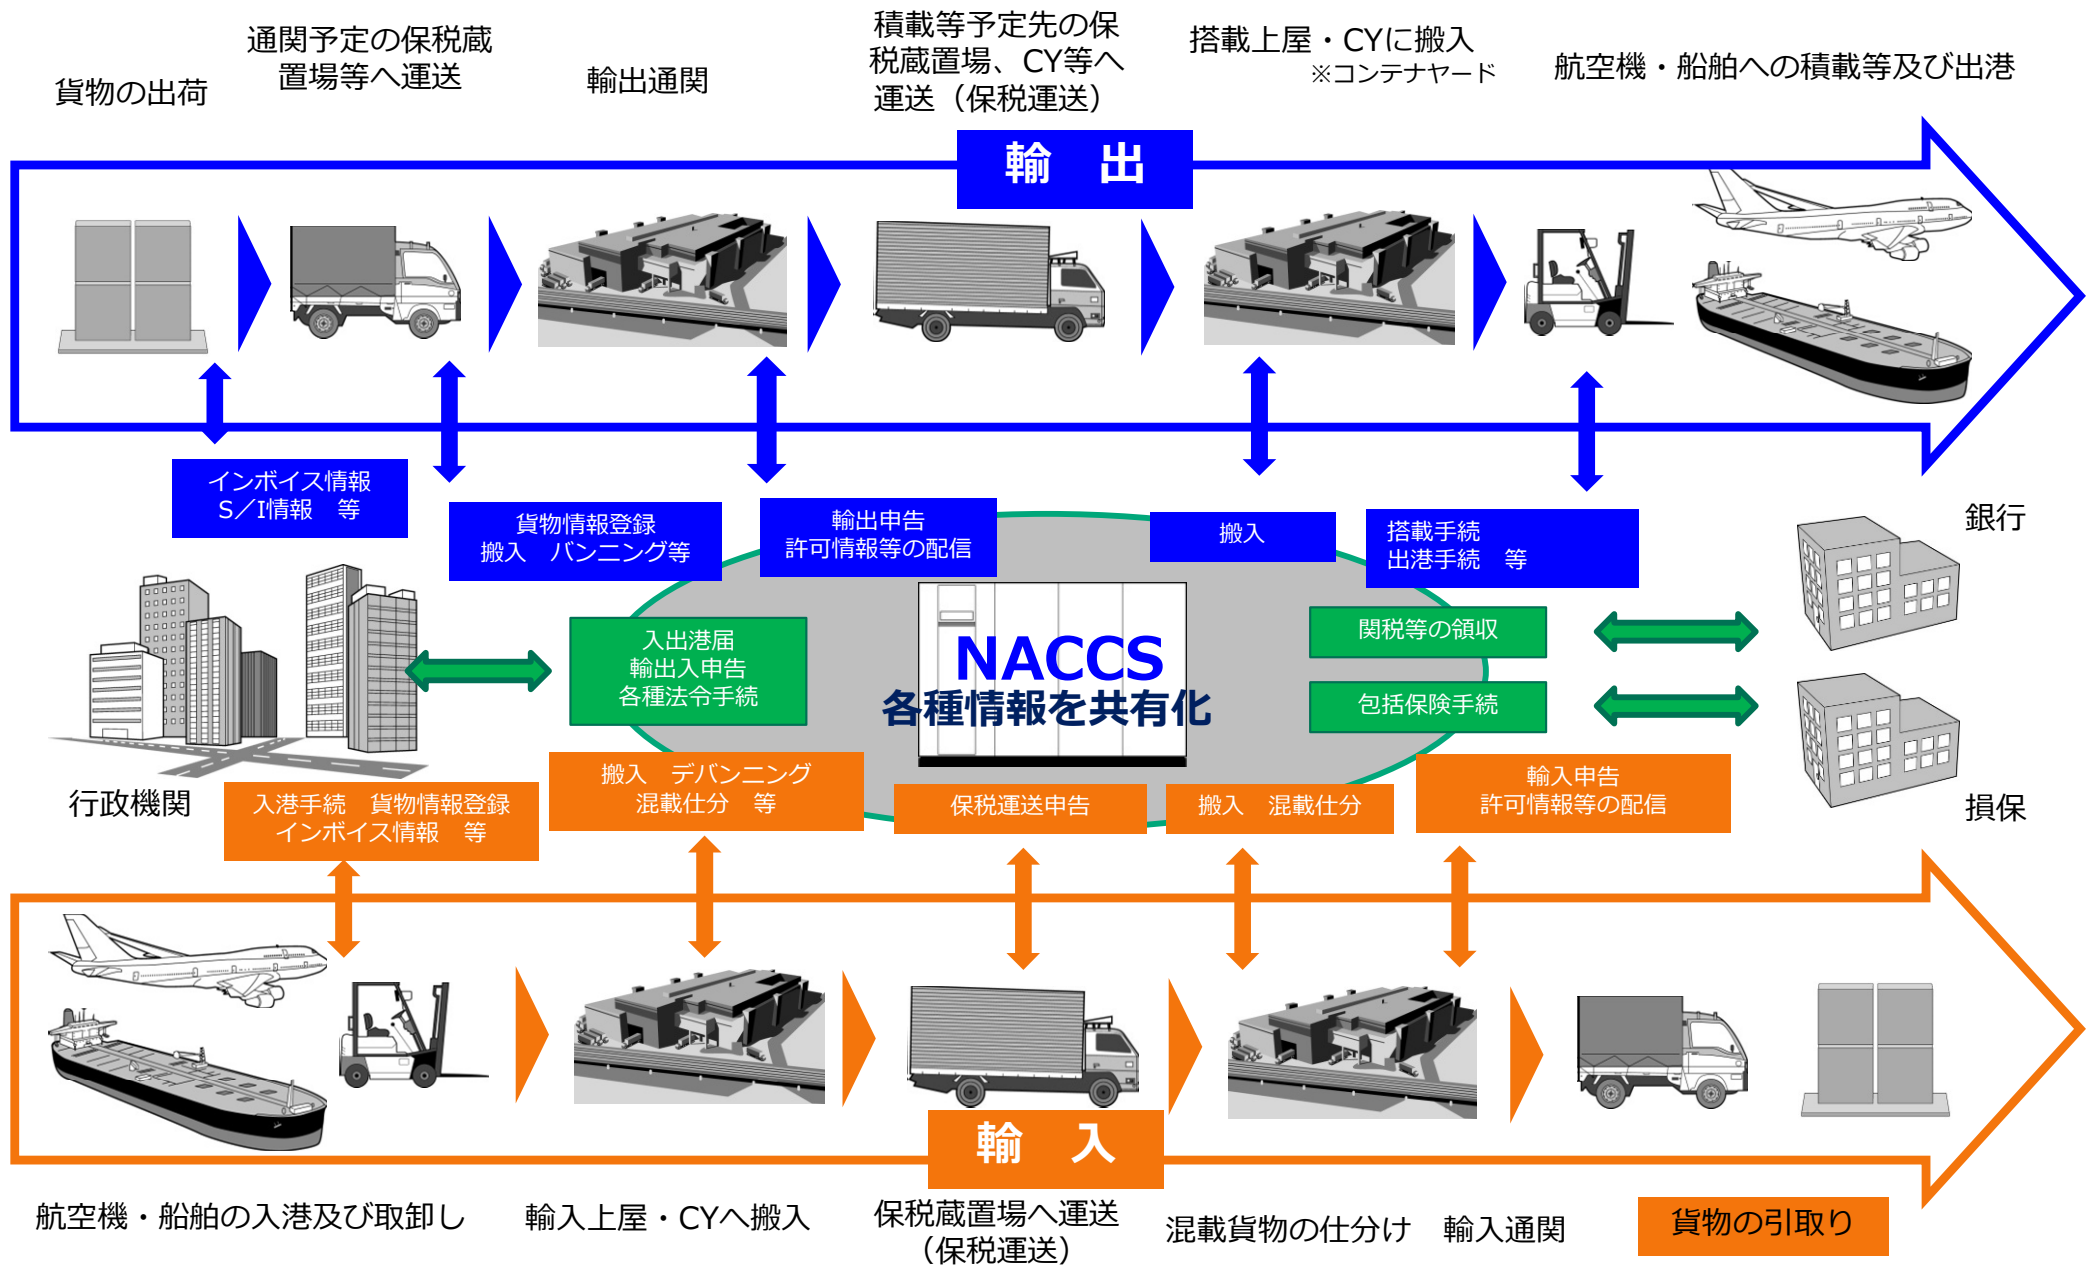 貨物の出荷
通関予定の保税蔵
置場等へ運送
輸出通関
積載等予定先の保
税蔵置場、CY等へ
運送（保税運送）
搭載上屋・CYに搬入
※コンテナヤード
航空機・船舶への積載等及び出港
輸　出
インボイス情報
S／I情報　等
貨物情報登録
搬入　バンニング等
輸出申告
許可情報等の配信
搬入
搭載手続
出港手続　等
銀行
入出港届
輸出入申告
各種法令手続
NACCS
各種情報を共有化
関税等の領収
包括保険手続
行政機関
損保
入港手続　貨物情報登録
インボイス情報　等
搬入　デバンニング
混載仕分　等
保税運送申告
搬入　混載仕分
輸入申告
許可情報等の配信
輸　入
航空機・船舶の入港及び取卸し
輸入上屋・CYへ搬入
保税蔵置場へ運送
（保税運送）
混載貨物の仕分け　輸入通関
貨物の引取り